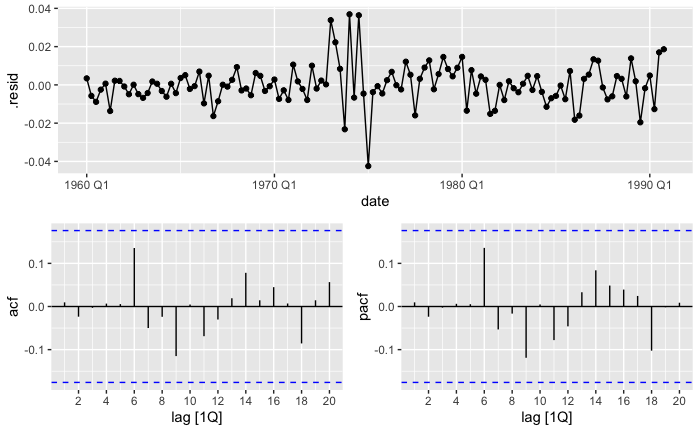 0.04
0.02
0.00
-0.02
-0.04
.resid
1960 Q1 1970 Q1 1980 Q1 1990 Q1
date
0.1
0.0
-0.1
acf
2 4 6 8 10 12 14 16 18 20
lag [1Q]
0.1
0.0
-0.1
pacf
2 4 6 8 10 12 14 16 18 20
lag [1Q]